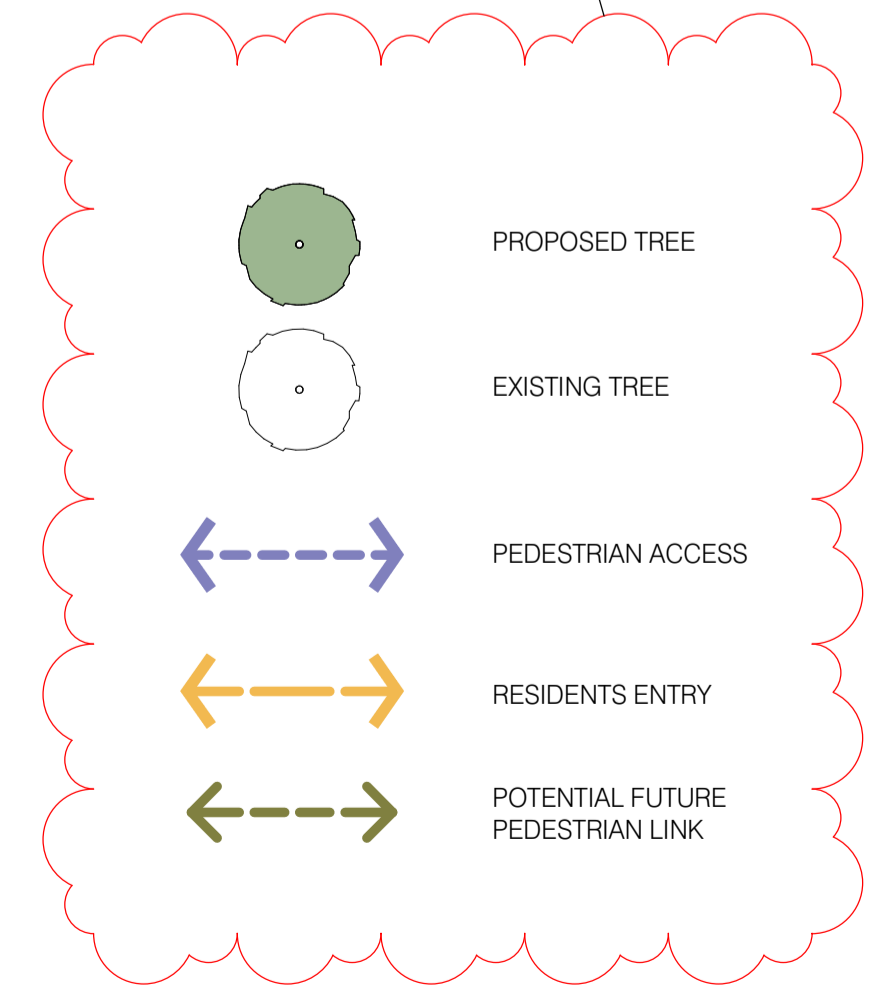 PROPOSED TREE
EXISTING TREE
PEDESTRIAN ACCESS
RESIDENTS ENTRY
POTENTIAL FUTURE
PEDESTRIAN LINK